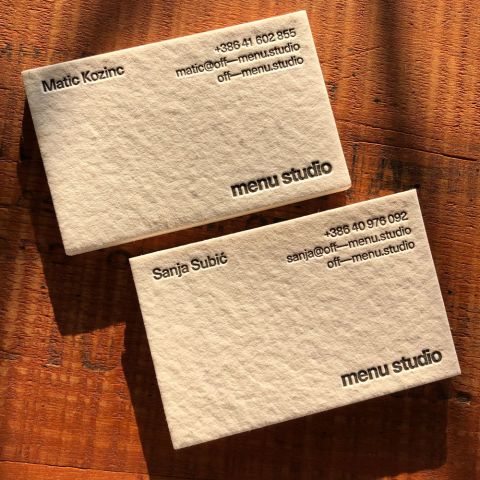 Matic Kozinc
+386 41 602 855
matic@off—menu.studio
off—menu.studio
menu studio
Sanja Subić
+386 40 976 092
sanja@off—menu.studio
off—menu.studio
menu studio